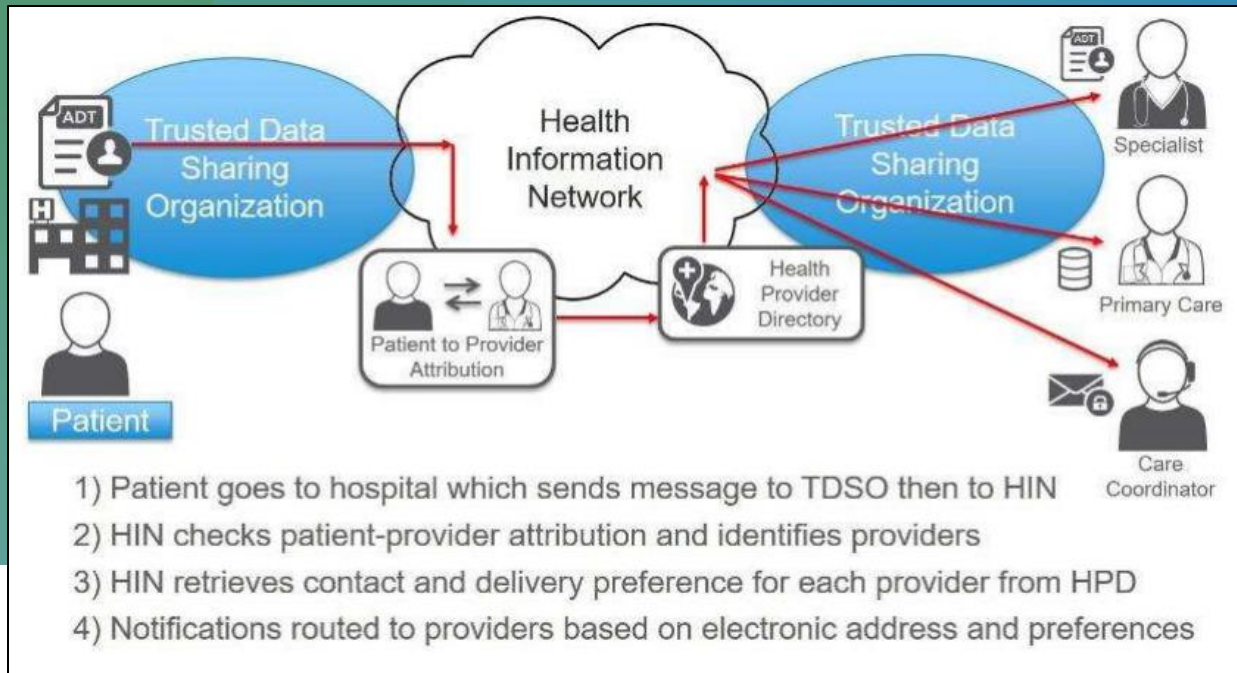 ADT
Trusted Data
Sharing
Organization
H
Patient
Health
Information
Network
Patient to Provider
Attribution
Health
Provider
Directory
Trusted Data
Sharing
Organization
ADT
Specialist
Primary Care
Care
Coordinator
1) Patient goes to hospital which sends message to TDSO then to HIN
2) HIN checks patient-provider attribution and identifies providers
3) HIN retrieves contact and delivery preference for each provider from HPD
4) Notifications routed to providers based on electronic address and preferences